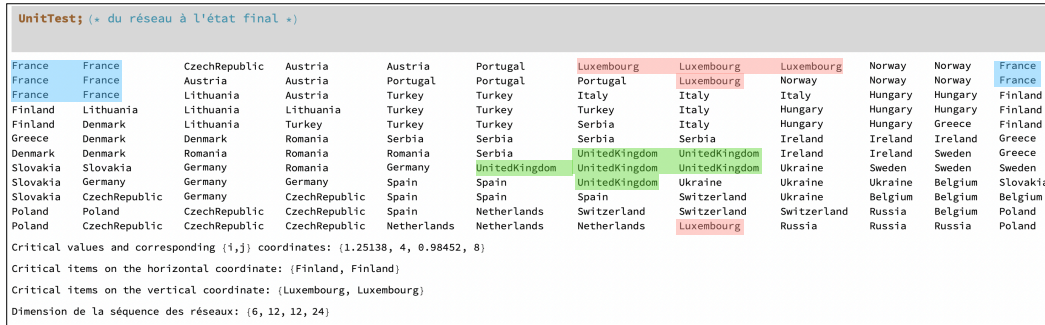 UnitTest; (* du réseau à l'état final *)
France France CzechRepublic Austria Austria Portugal Luxembourg Luxembourg Luxembourg Norway Norway France
France France Austria Austria Portugal Portugal Portugal Luxembourg Norway Norway Norway France
France France Lithuania Austria Turkey Turkey Italy Italy Italy Hungary Hungary Finland
Finland Lithuania Lithuania Lithuania Turkey Turkey Turkey Italy Hungary Hungary Hungary Finland
Finland Denmark Lithuania Turkey Turkey Turkey Serbia Italy Hungary Hungary Greece Finland
Greece Denmark Denmark Romania Serbia Serbia Serbia Serbia Ireland Ireland Ireland Greece
Denmark Denmark Romania Romania Romania Serbia UnitedKingdom UnitedKingdom Ireland Ireland Sweden Greece
Slovakia Slovakia Germany Romania Germany UnitedKingdom UnitedKingdom UnitedKingdom Ukraine Sweden Sweden Sweden
Slovakia Germany Germany Germany Spain Spain UnitedKingdom Ukraine Ukraine Ukraine Belgium Slovakia
Slovakia CzechRepublic Germany CzechRepublic Spain Spain Spain Switzerland Ukraine Belgium Belgium Belgium
Poland Poland CzechRepublic CzechRepublic Spain Netherlands Switzerland Switzerland Switzerland Russia Belgium Poland
Poland CzechRepublic CzechRepublic CzechRepublic Netherlands Netherlands Netherlands Luxembourg Russia Russia Russia Poland
Critical values and corresponding {i,j} coordinates: {1.25138, 4, 0.98452, 8}
Critical items on the horizontal coordinate: {Finland, Finland}
Critical items on the vertical coordinate: {Luxembourg, Luxembourg}
Dimension de la séquence des réseaux: {6, 12, 12, 24}